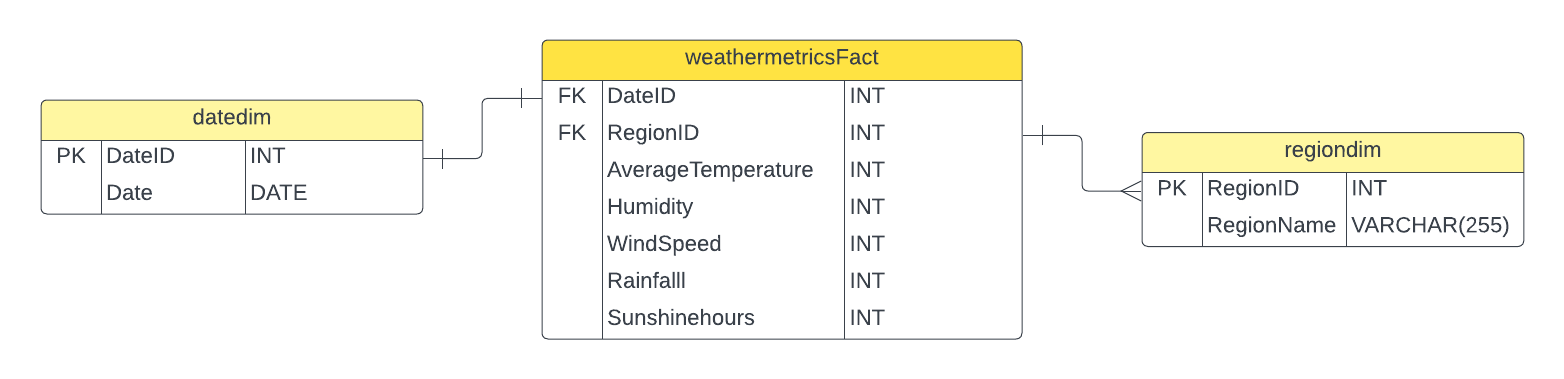 datedim
PK DateID INT
Date DATE
weathermetricsFact
FK DateID INT
FK RegionID INT
AverageTemperature INT
Humidity INT
WindSpeed INT
Rainfalll INT
Sunshinehours INT
regiondim
PK RegionID INT
RegionName VARCHAR(255)